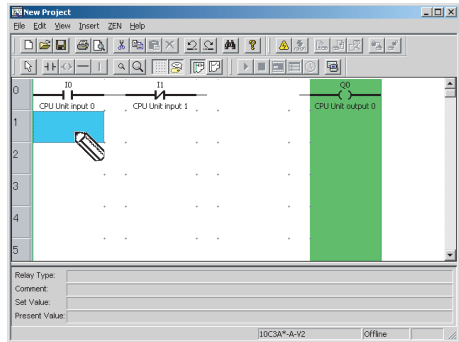 New Project
File Edit View Insert ZEN Help
0
I0
I1
Q0
CPU Unit input 0
CPU Unit input 1
CPU Unit output 0
1
2
3
4
5
Relay Type:
Comment:
Set Value:
Present Value:
10C3A*-A-V2
Offline